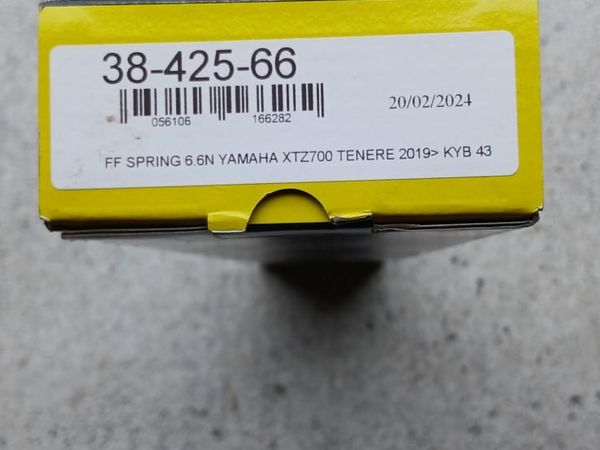 38-425-66
056106 166282
20/02/2024
FF SPRING 6.6N YAMAHA XTZ700 TENERE 2019> KYB 43